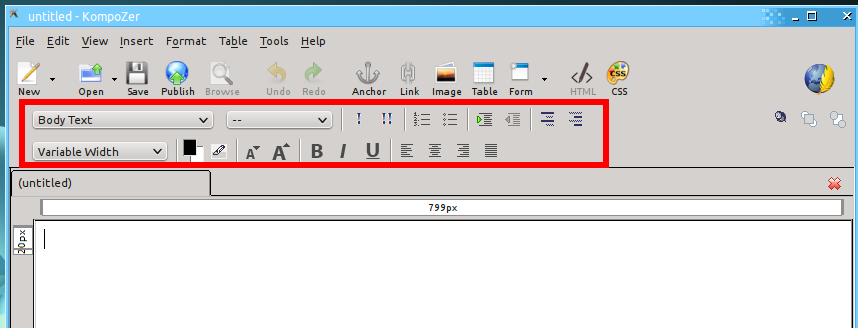 untitled - KompoZer
File Edit View Insert Format Table Tools Help
New Open Save Publish Browse Undo Redo Anchor Link Image Table Form HTML CSS
Body Text -- ! !!
Variable Width A A B I U
(untitled)
799px
20px